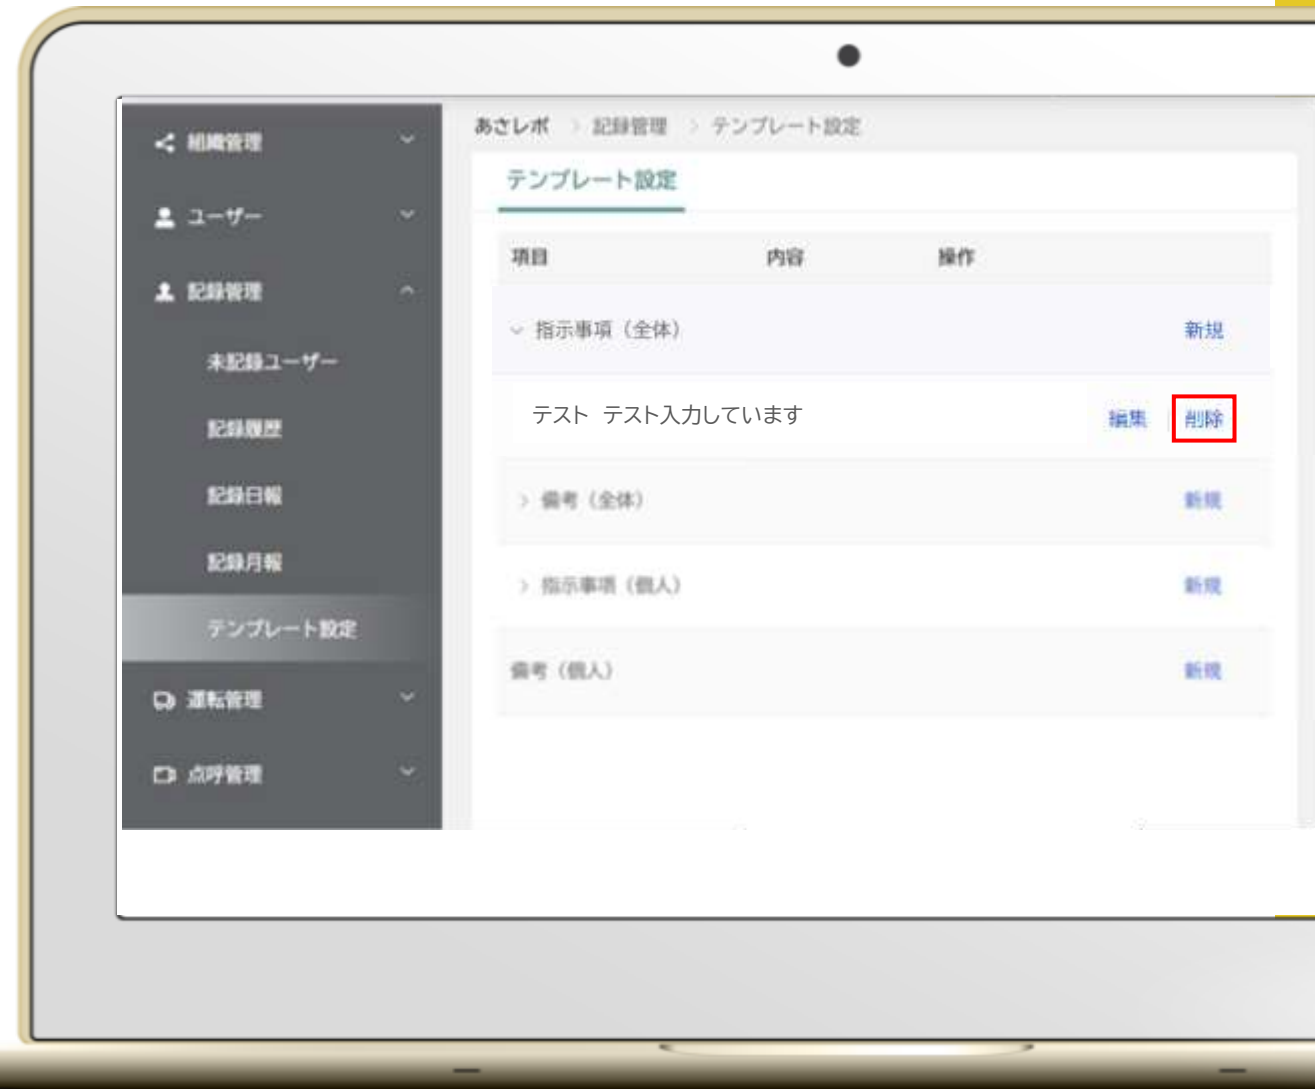 組織管理
ユーザー
記録管理
未記録ユーザー
記録履歴
記録日報
記録月報
テンプレート設定
運転管理
点呼管理
あさレポ > 記録管理 > テンプレート設定
テンプレート設定
項目 内容 操作
指示事項（全体） 新規
テスト テスト入力しています 編集 削除
備考（全体） 新規
指示事項（個人） 新規
備考（個人） 新規